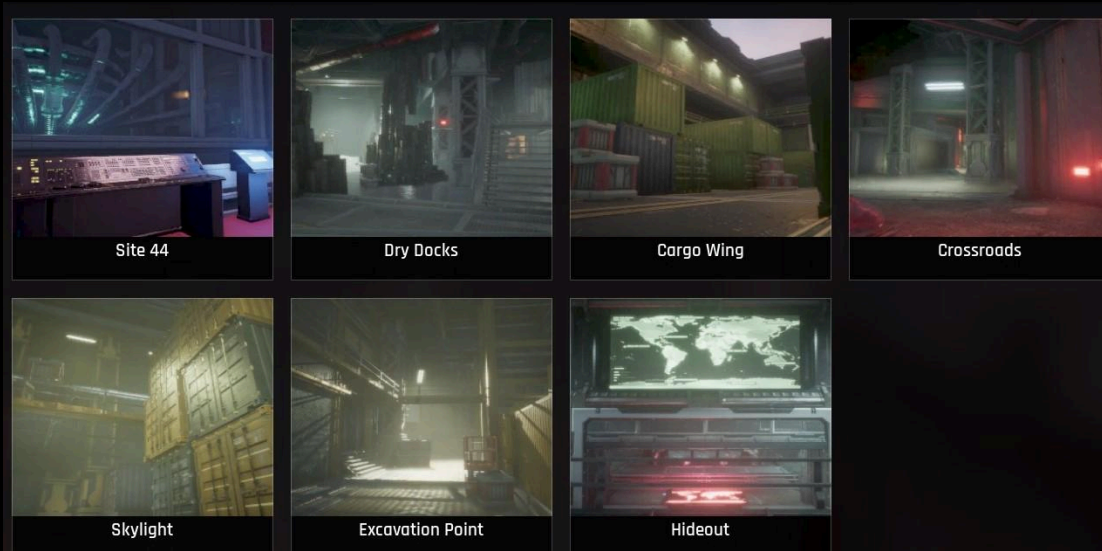 Site 44
Dry Docks
Cargo Wing
Crossroads
Skylight
Excavation Point
Hideout